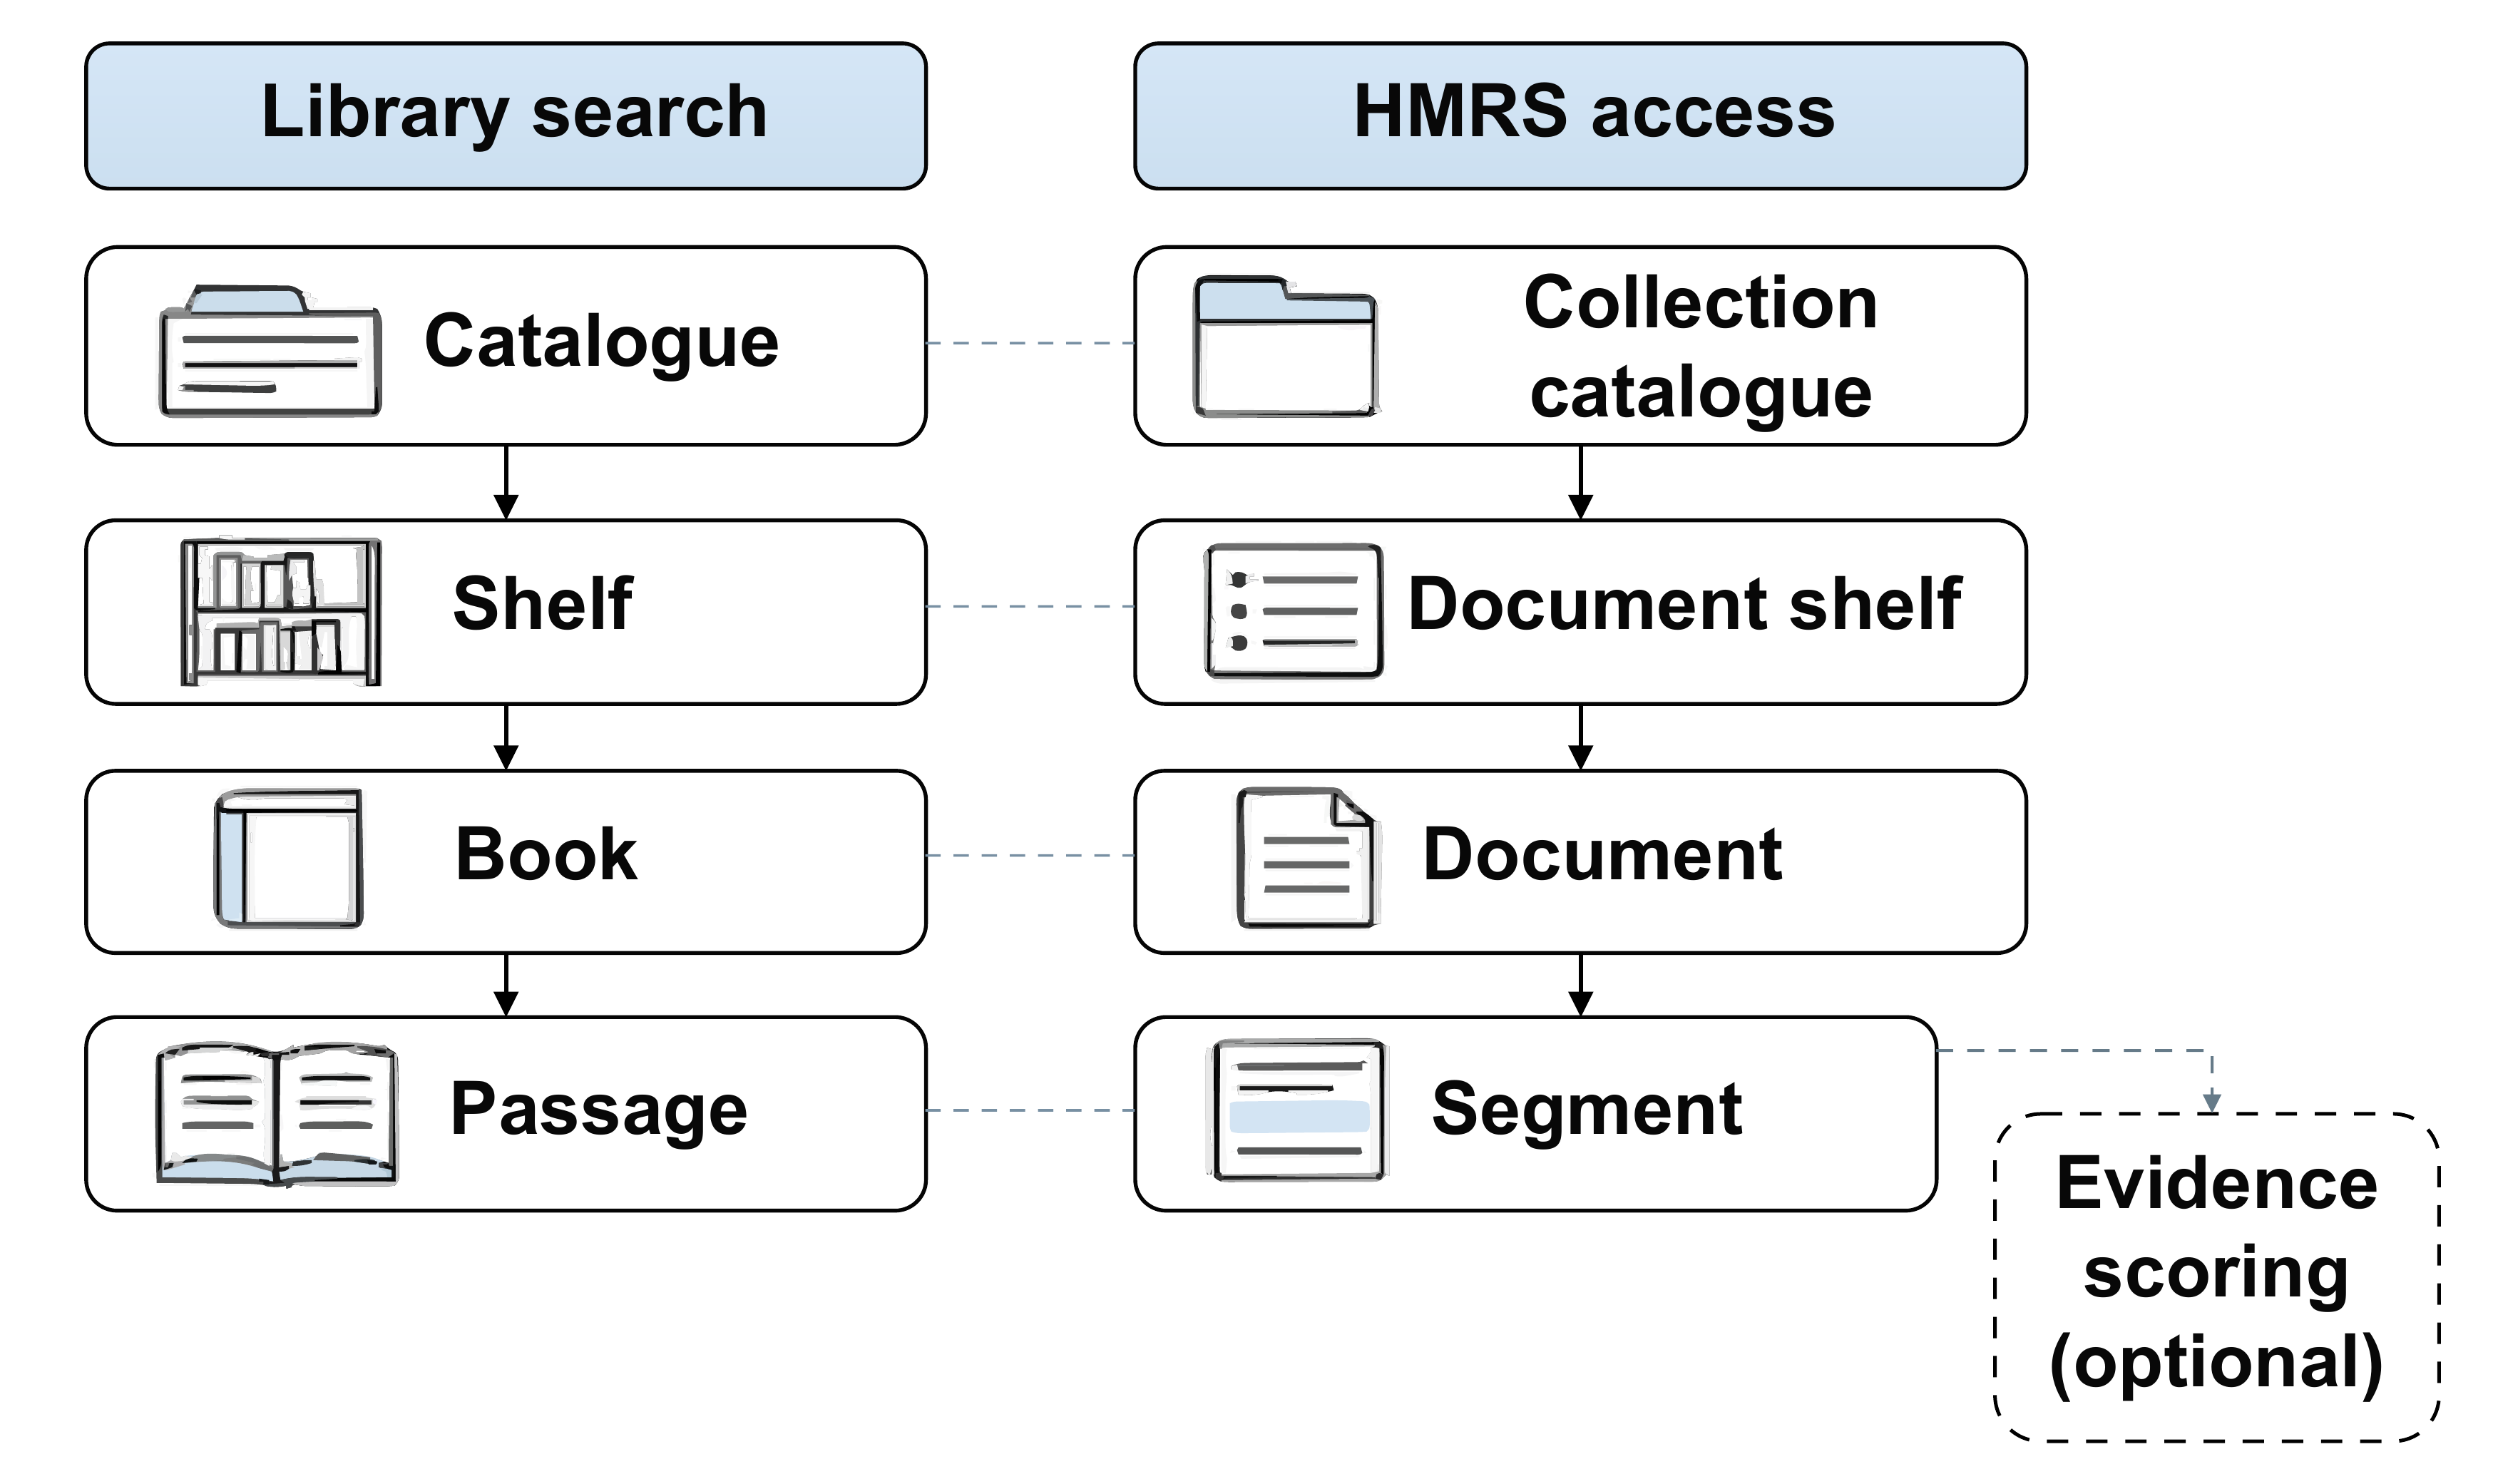 Library search
HMRS access
Catalogue
Collection
catalogue
Shelf
Document shelf
Book
Document
Passage
Segment
Evidence
scoring
(optional)